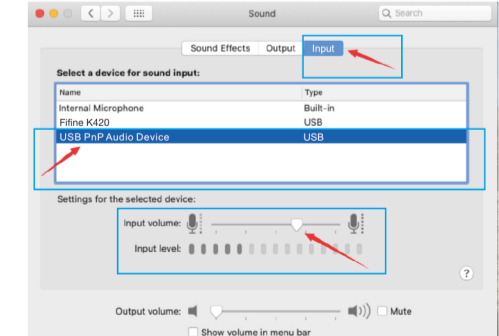 Sound
Search
Sound Effects Output Input
Select a device for sound input:
Name Type
Internal Microphone Built-in
Fifine K420 USB
USB PnP Audio Device USB
Settings for the selected device:
Input volume:
Input level:
?
Output volume: Mute
Show volume in menu bar